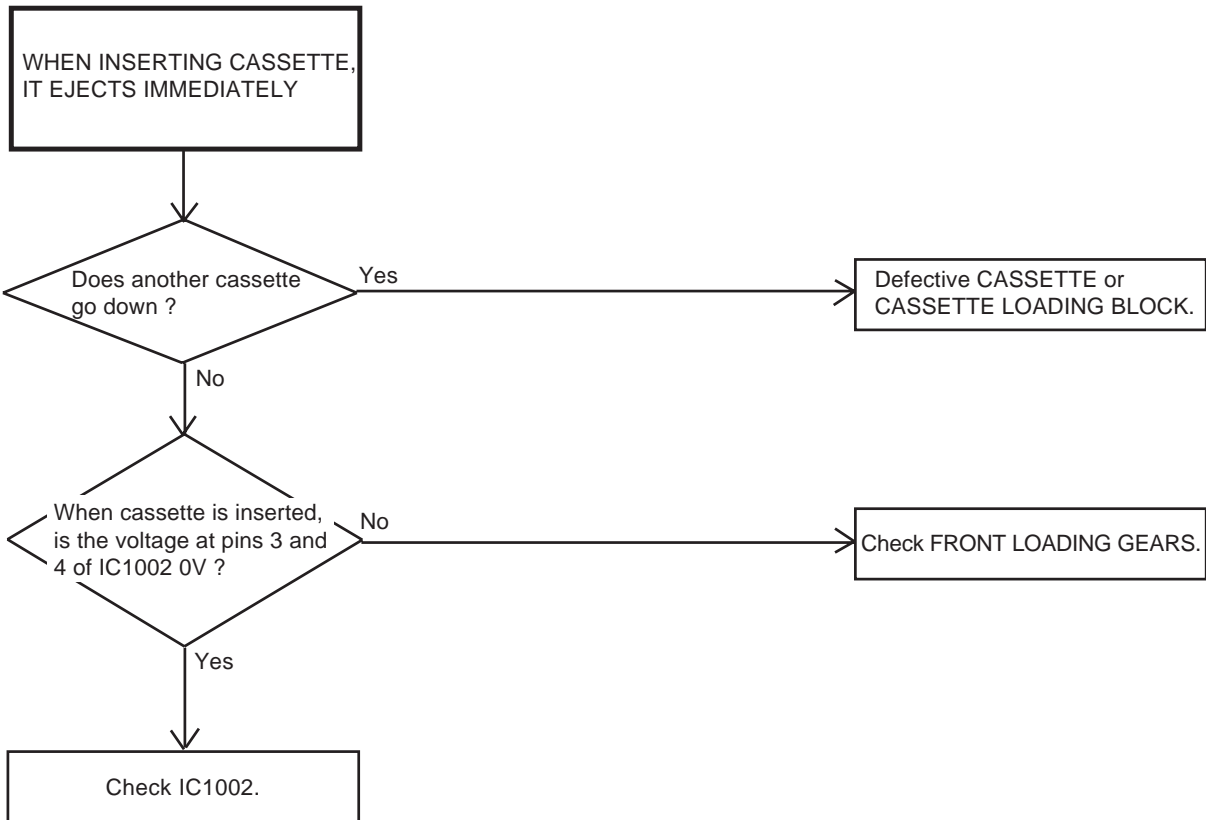 WHEN INSERTING CASSETTE,
IT EJECTS IMMEDIATELY
Does another cassette
go down ?
Yes
Defective CASSETTE or
CASSETTE LOADING BLOCK.
No
When cassette is inserted,
is the voltage at pins 3 and
4 of IC1002 0V ?
No
Check FRONT LOADING GEARS.
Yes
Check IC1002.